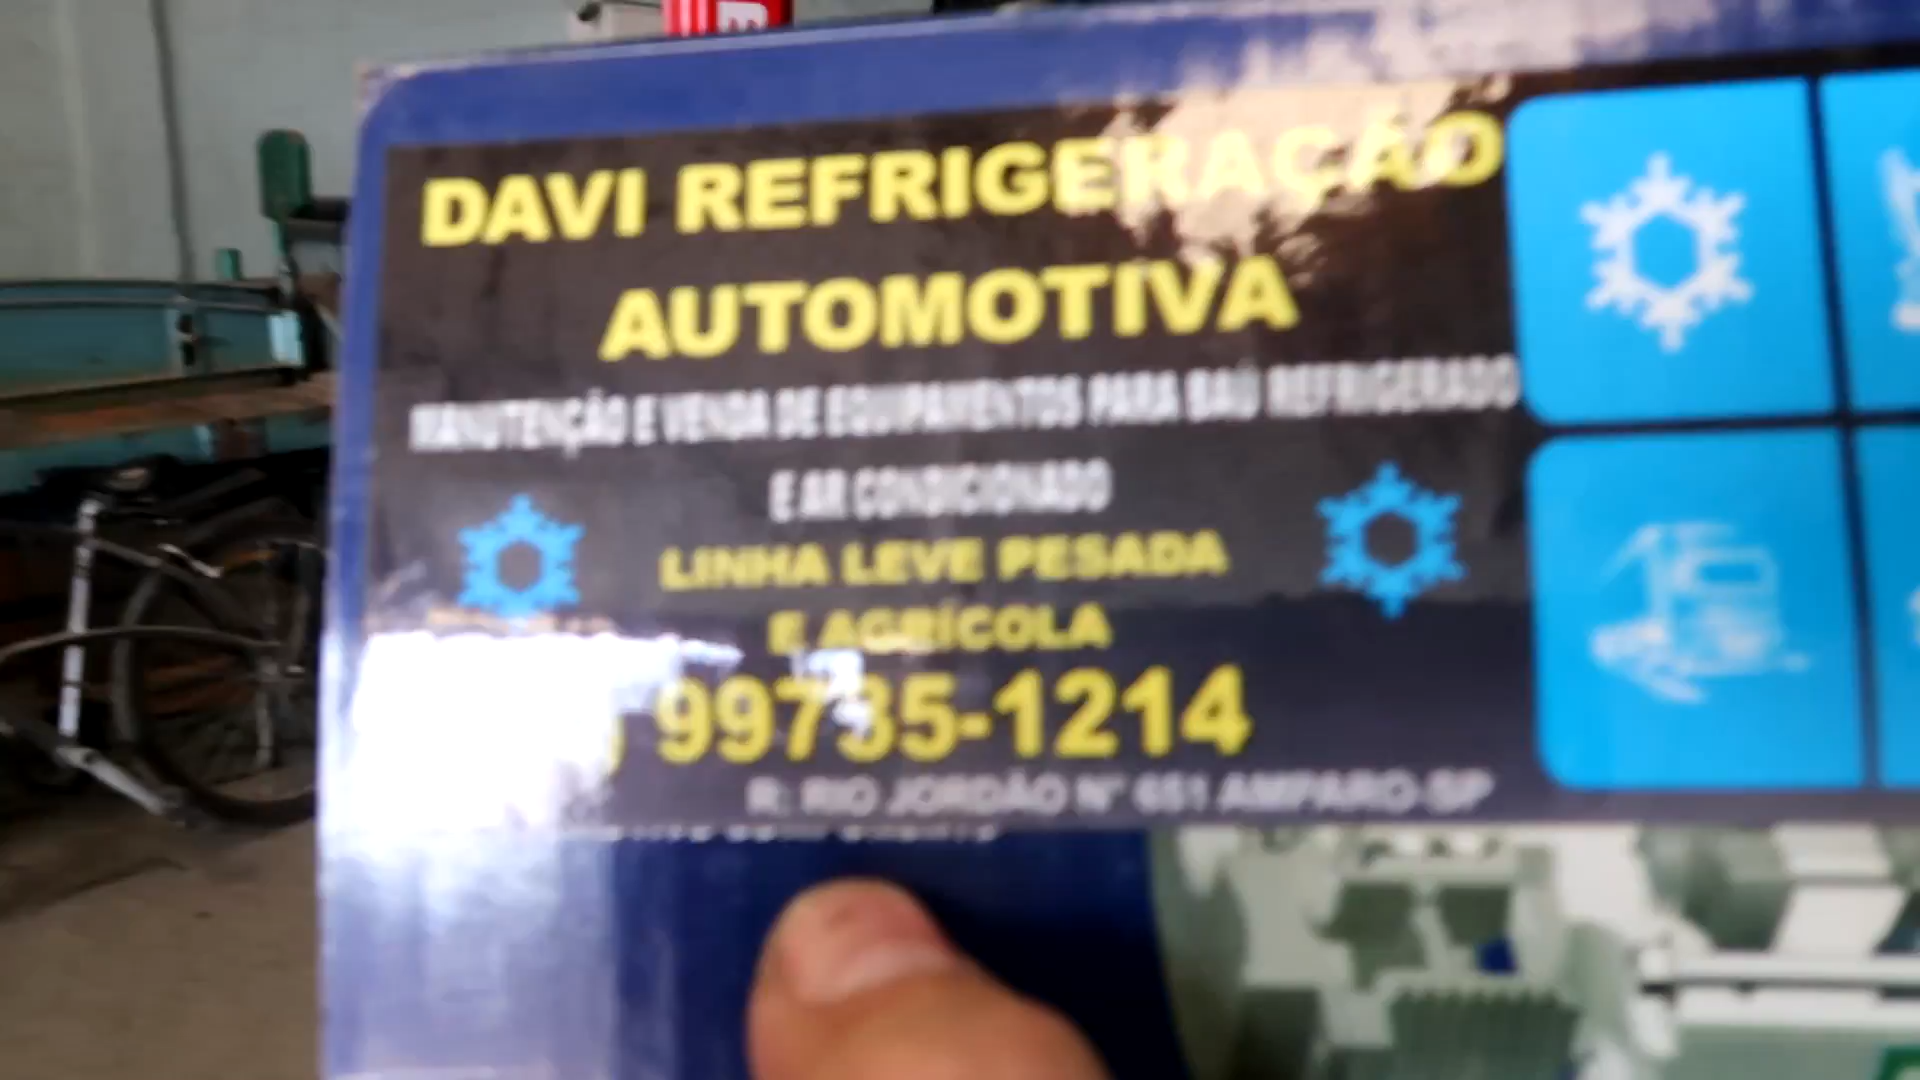 DAVI REFRIGERAÇÃO
AUTOMOTIVA
MANUTENÇÃO E VENDA DE EQUIPAMENTOS PARA BAÚ REFRIGERADO
E AR CONDICIONADO
LINHA LEVE PESADA
E AGRÍCOLA
) 99735-1214
R: RIO JORDÃO N° 651 AMPARO-SP